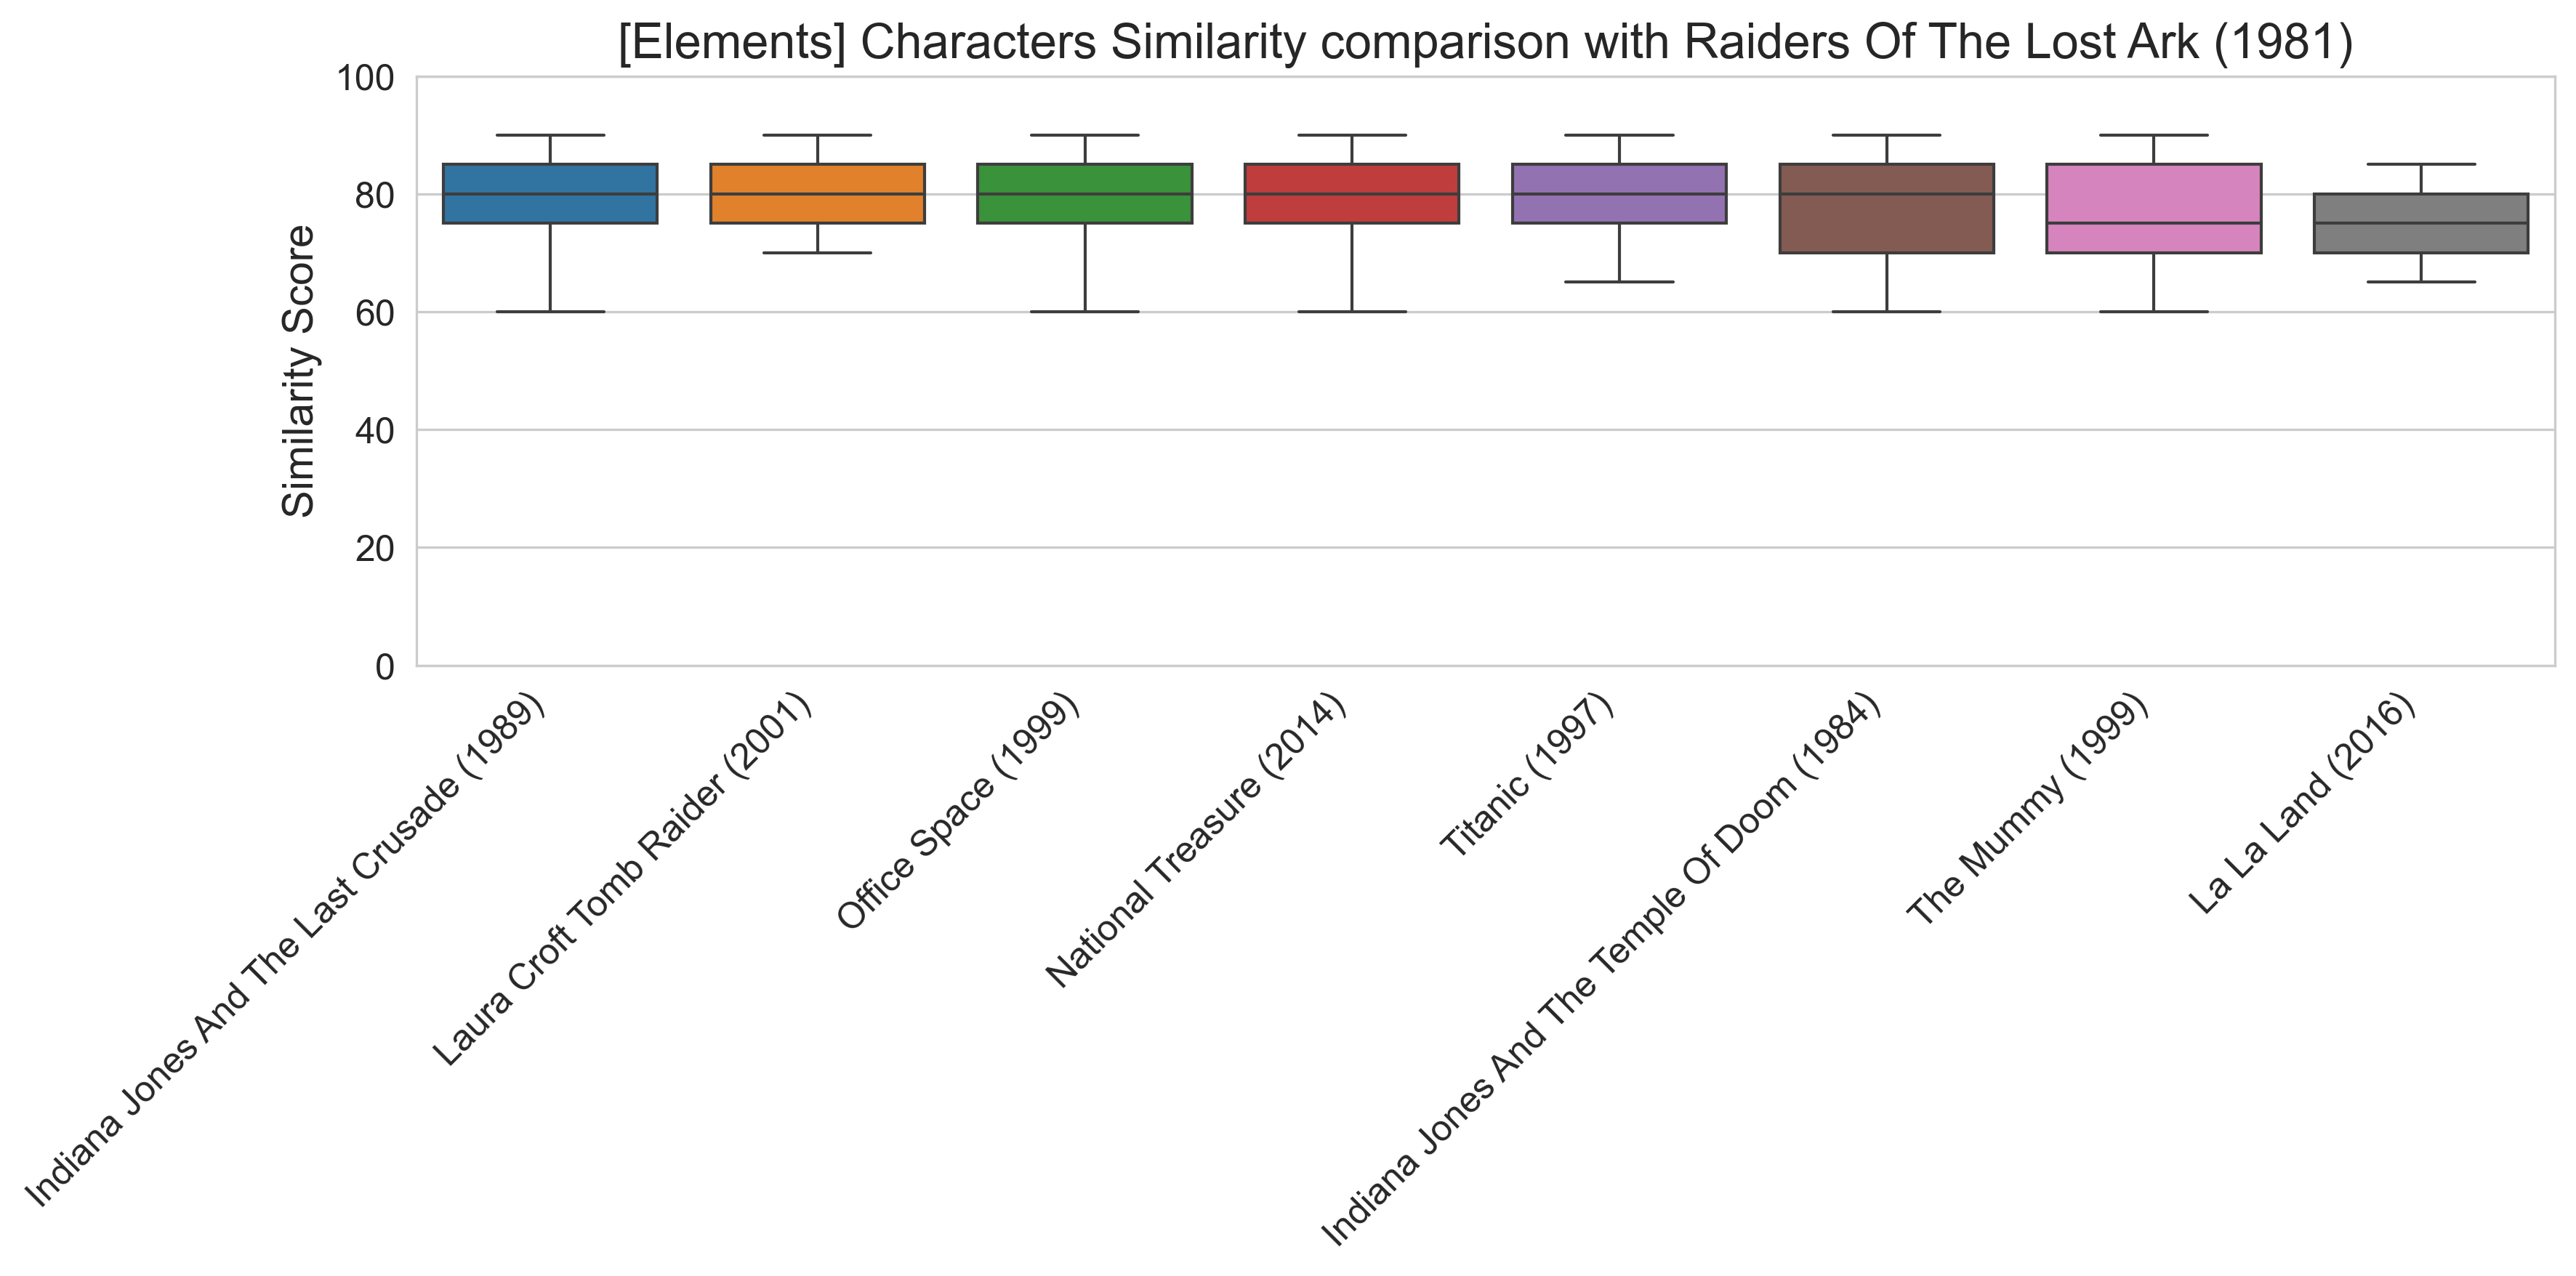 [Elements] Characters Similarity comparison with Raiders Of The Lost Ark (1981)
Similarity Score
100
80
60
40
20
0
Indiana Jones And The Last Crusade (1989)
Laura Croft Tomb Raider (2001)
Office Space (1999)
National Treasure (2014)
Titanic (1997)
Indiana Jones And The Temple Of Doom (1984)
The Mummy (1999)
La La Land (2016)